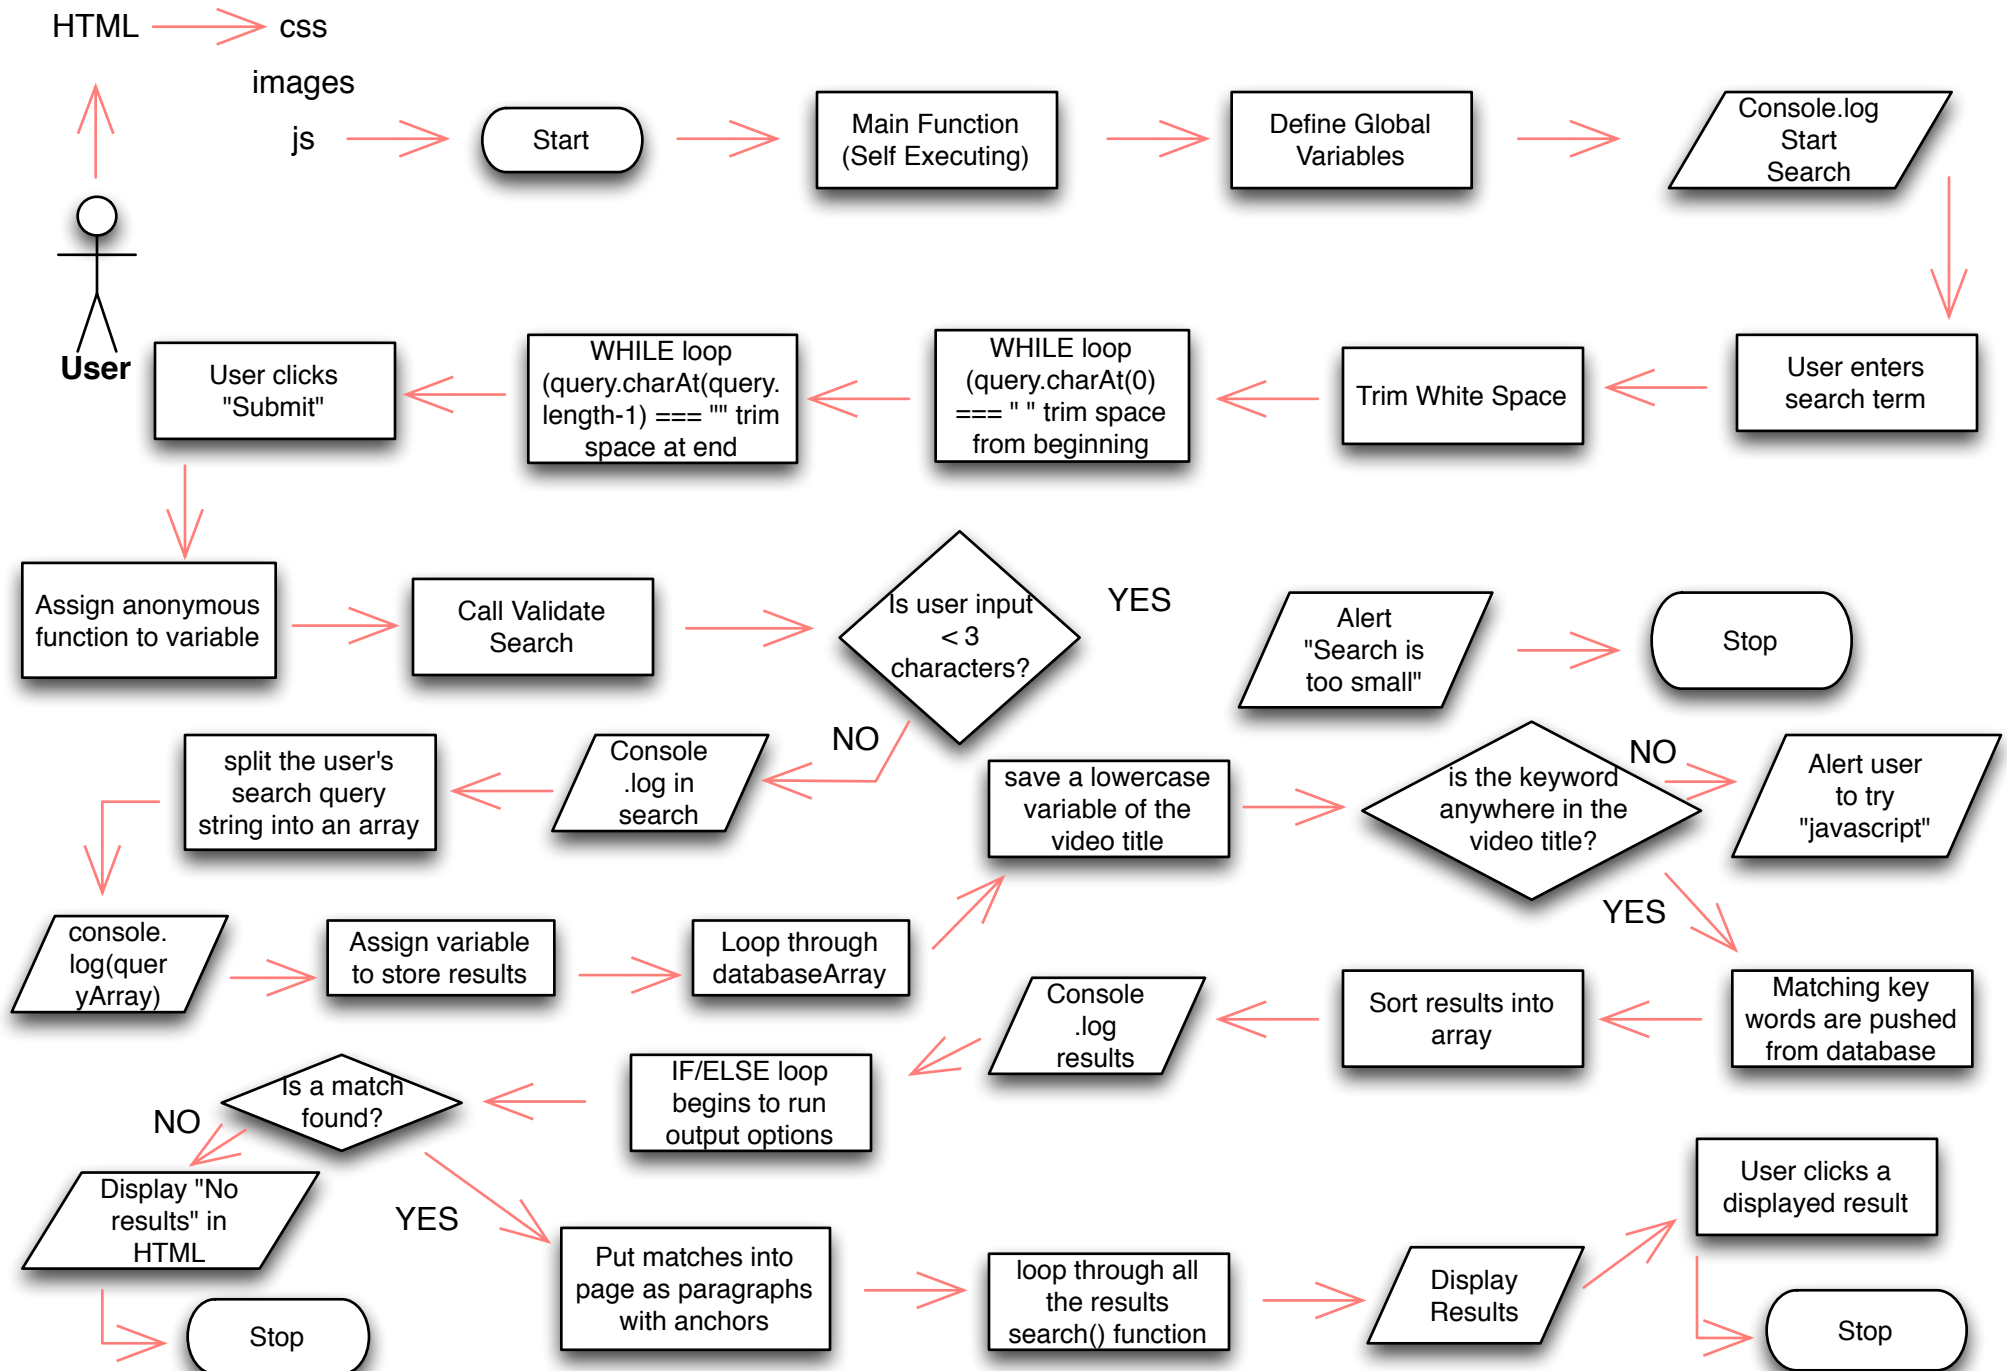 HTML
css
images
js
Start
Main Function
(Self Executing)
Define Global
Variables
Console.log
Start
Search
User
User clicks
"Submit"
WHILE loop
(query.charAt(query.
length-1) === "" trim
space at end
WHILE loop
(query.charAt(0)
=== " " trim space
from beginning
Trim White Space
User enters
search term
Assign anonymous
function to variable
Call Validate
Search
Is user input
< 3
characters?
YES
Alert
"Search is
too small"
Stop
NO
split the user's
search query
string into an array
Console
.log in
search
save a lowercase
variable of the
video title
is the keyword
anywhere in the
video title?
NO
Alert user
to try
"javascript"
YES
console.
log(quer
yArray)
Assign variable
to store results
Loop through
databaseArray
Console
.log
results
Sort results into
array
Matching key
words are pushed
from database
Is a match
found?
IF/ELSE loop
begins to run
output options
NO
Display "No
results" in
HTML
YES
Stop
Put matches into
page as paragraphs
with anchors
loop through all
the results
search() function
Display
Results
User clicks a
displayed result
Stop